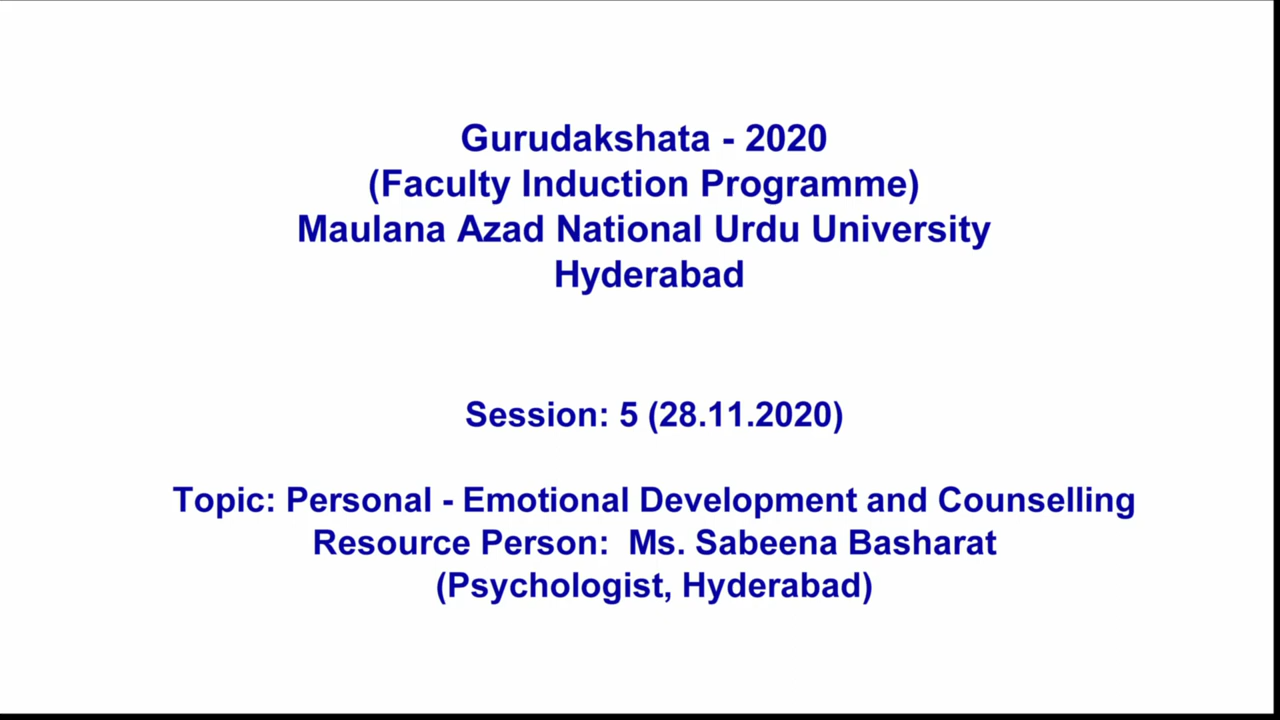 Gurudakshata - 2020
(Faculty Induction Programme)
Maulana Azad National Urdu University
Hyderabad
Session: 5 (28.11.2020)
Topic: Personal - Emotional Development and Counselling
Resource Person: Ms. Sabeena Basharat
(Psychologist, Hyderabad)